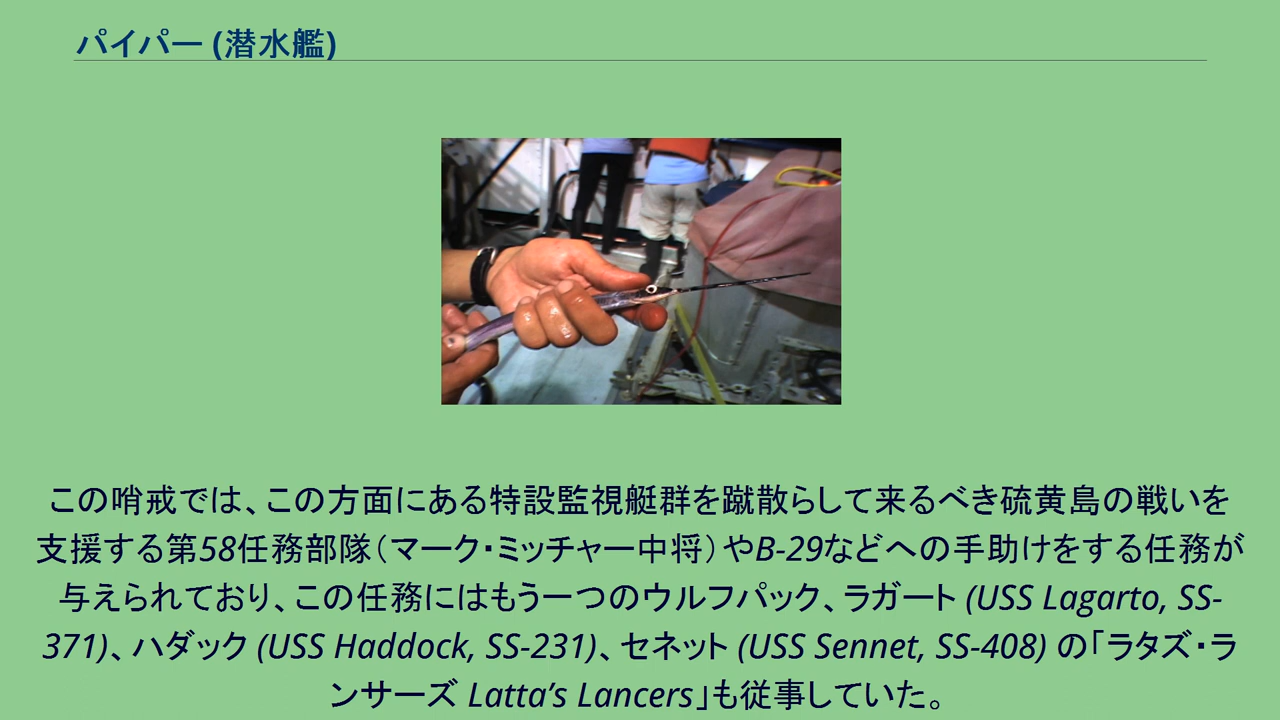 パイパー (潜水艦)
この哨戒では、この方面にある特設監視艇群を蹴散らして来るべき硫黄島の戦いを
支援する第58任務部隊（マーク・ミッチャー中将）やB-29などへの手助けをする任務が
与えられており、この任務にはもう一つのウルフパック、ラガート (USS Lagarto, SS-
371)、ハダック (USS Haddock, SS-231)、セネット (USS Sennet, SS-408) の「ラタズ・ラ
ンサーズ Latta’s Lancers」も従事していた。